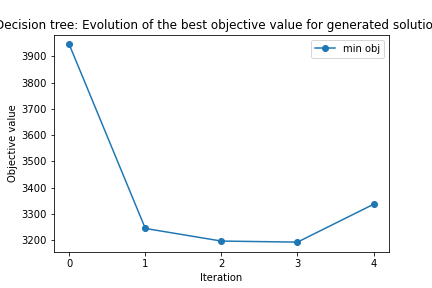 Decision tree: Evolution of the best objective value for generated solutio
min obj
3900
3800
3700
3600
3500
3400
3300
3200
Objective value
0 1 2 3 4
Iteration